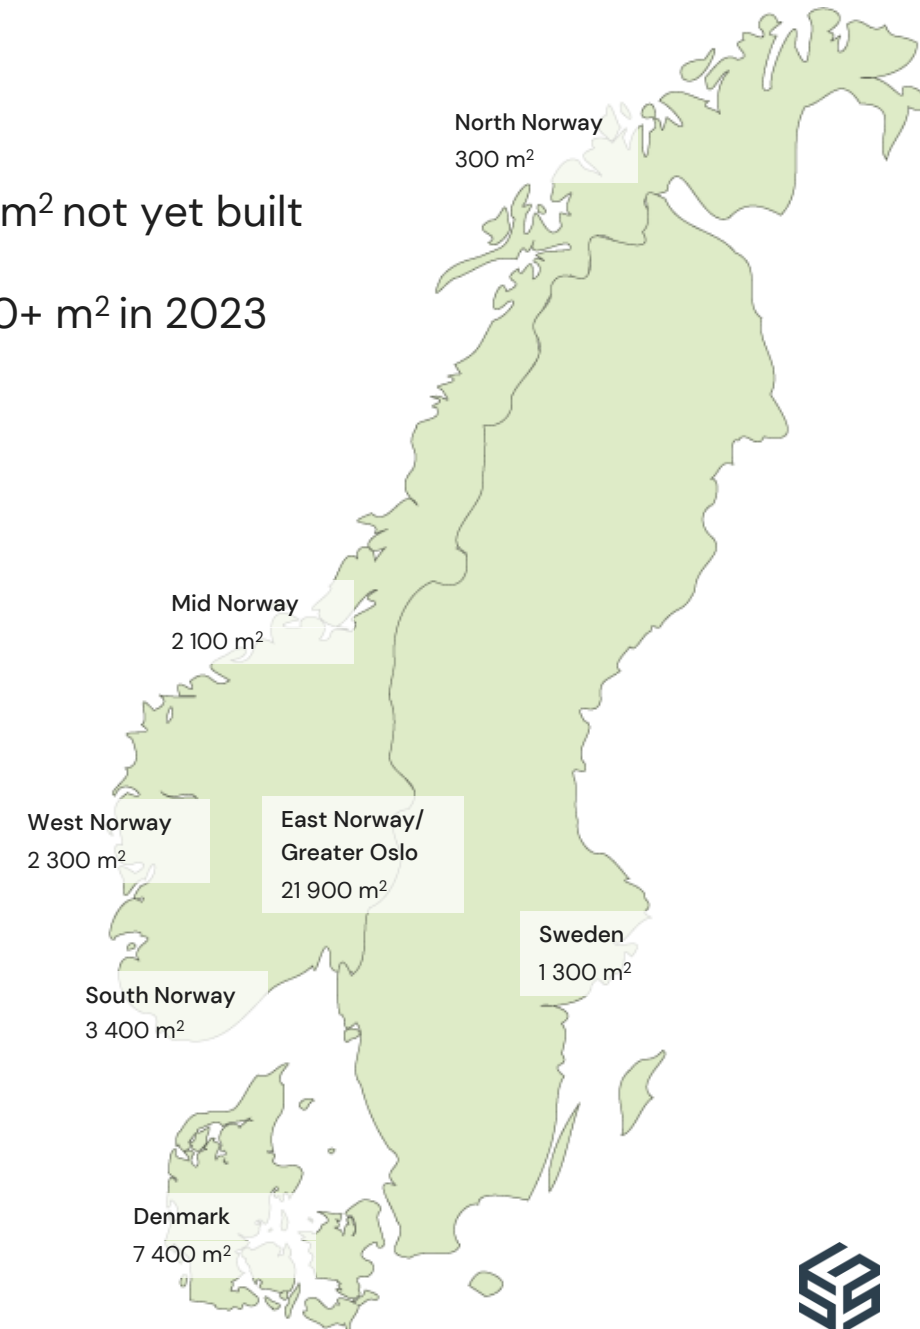 North Norway
300 m²
m² not yet built
0+ m² in 2023
Mid Norway
2 100 m²
West Norway
2 300 m²
East Norway/
Greater Oslo
21 900 m²
Sweden
1 300 m²
South Norway
3 400 m²
Denmark
7 400 m²